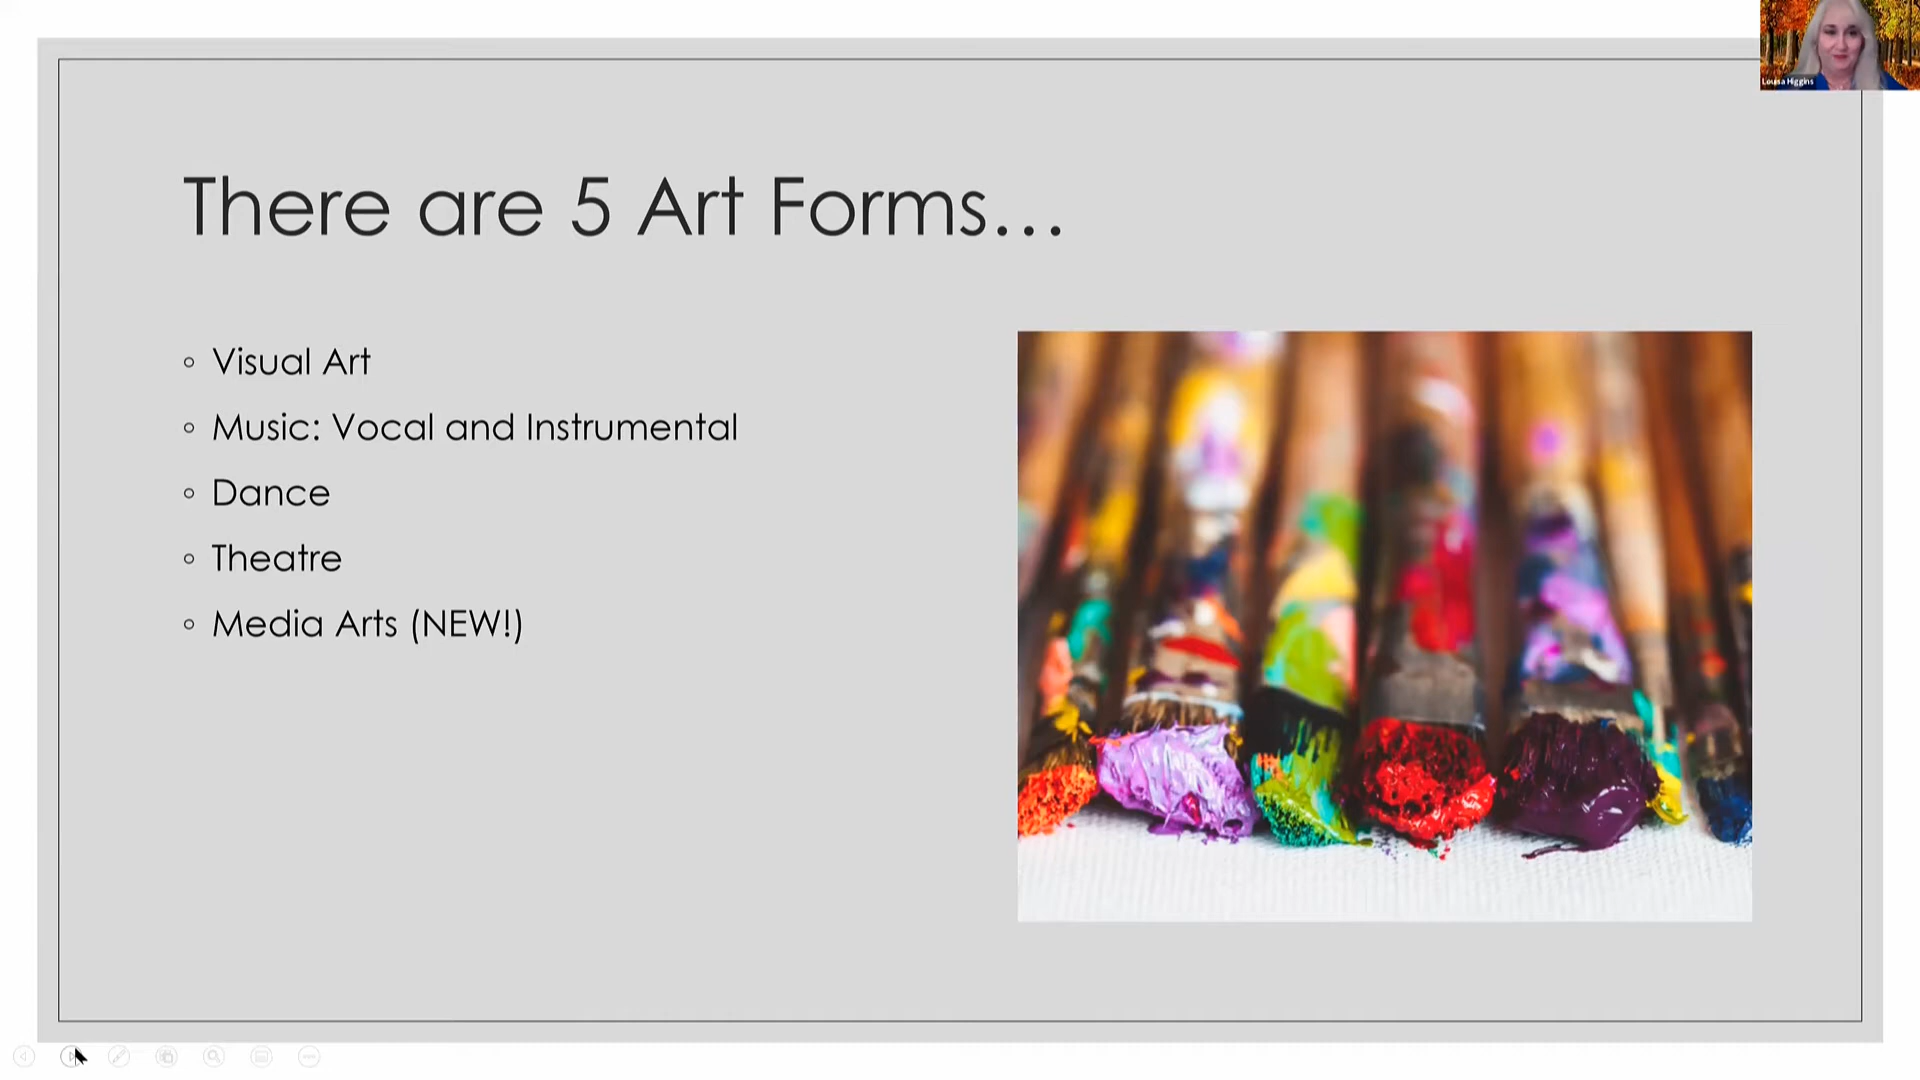 Louisa Higgins
There are 5 Art Forms...
◦ Visual Art
◦ Music: Vocal and Instrumental
◦ Dance
◦ Theatre
◦ Media Arts (NEW!)